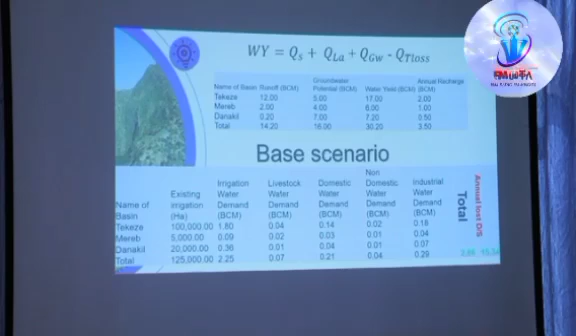 WY = Qs + QLa + QGw - QTloss
Name of Basin Runoff (BCM) Groundwater Potential (BCM) Water Yield (BCM) Annual Recharge (BCM)
Tekeze 12.00 5.00 17.00 2.00
Mereb 2.00 4.00 6.00 1.00
Danakil 0.20 7.00 7.20 0.50
Total 14.20 16.00 30.20 3.50
Base scenario
Name of Basin Existing irrigation (Ha) Irrigation Water Demand (BCM) Livestock Water Demand (BCM) Domestic Water Demand (BCM) Non Domestic Water Demand (BCM) Industrial Water Demand (BCM) Total Annual lost D/S
Tekeze 100,000.00 1.80 0.04 0.14 0.02 0.18
Mereb 5,000.00 0.09 0.02 0.03 0.01 0.04
Danakil 20,000.00 0.36 0.01 0.04 0.01 0.07
Total 125,000.00 2.25 0.07 0.21 0.04 0.29